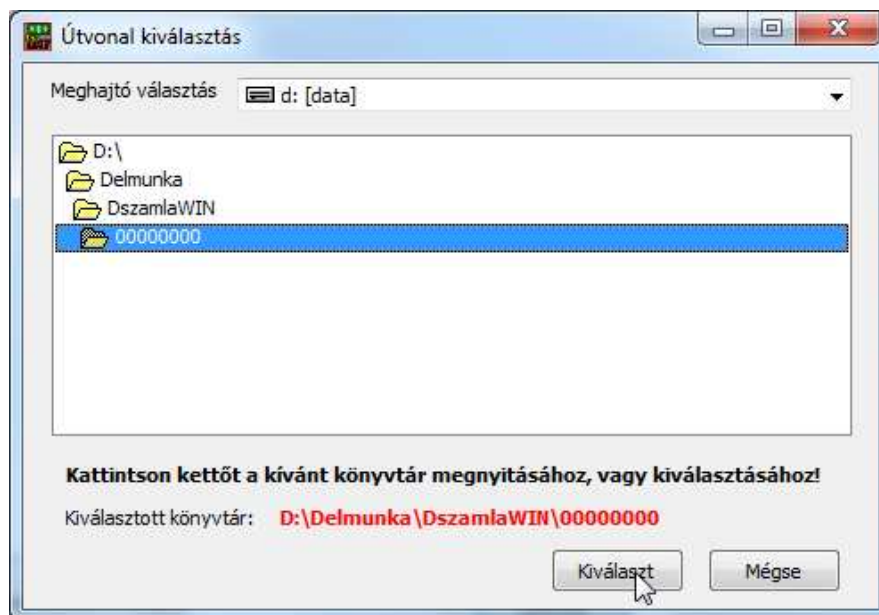 Útvonal kiválasztás
Meghajtó választás d: [data]
D:\
Delmunka
DszamlaWIN
00000000
Kattintson kettőt a kívánt könyvtár megnyitásához, vagy kiválasztásához!
Kiválasztott könyvtár: D:\Delmunka\DszamlaWIN\00000000
Kiválaszt Mégse